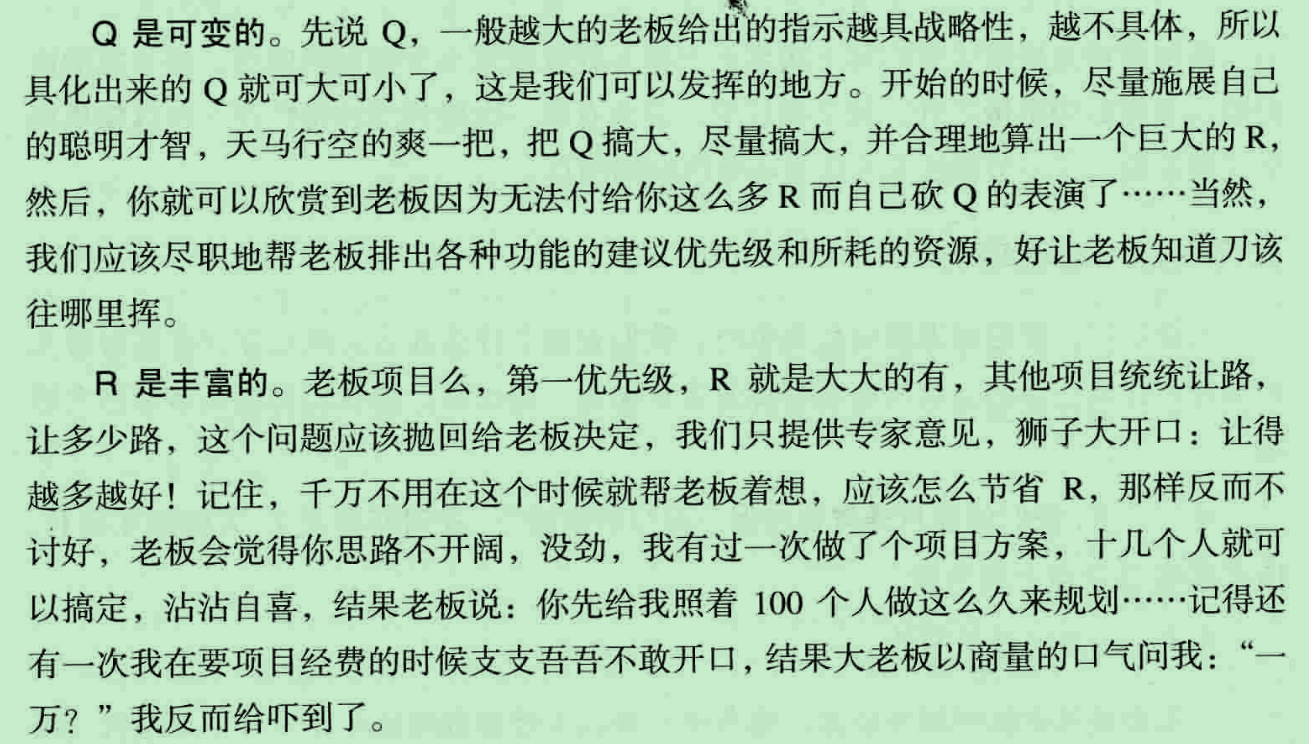 Q 是可变的。先说 Q，一般越大的老板给出的指示越具战略性，越不具体，所以
具化出来的 Q 就可大可小了，这是我们可以发挥的地方。开始的时候，尽量施展自己
的聪明才智，天马行空的爽一把，把 Q 搞大，尽量搞大，并合理地算出一个巨大的 R，
然后，你就可以欣赏到老板因为无法付给你这么多 R 而自己砍 Q 的表演了……当然，
我们应该尽职地帮老板排出各种功能的建议优先级和所耗的资源，好让老板知道刀该
往哪里挥。
R 是丰富的。老板项目么，第一优先级，R 就是大大的有，其他项目统统让路，
让多少路，这个问题应该抛回给老板决定，我们只提供专家意见，狮子大开口：让得
越多越好！记住，千万不用在这个时候就帮老板着想，应该怎么节省 R，那样反而不
讨好，老板会觉得你思路不开阔，没劲，我有过一次做了个项目方案，十几个人就可
以搞定，沾沾自喜，结果老板说：你先给我照着 100 个人做这么久来规划……记得还
有一次我在要项目经费的时候支支吾吾不敢开口，结果大老板以商量的口气问我：“一
万？”我反而给吓到了。